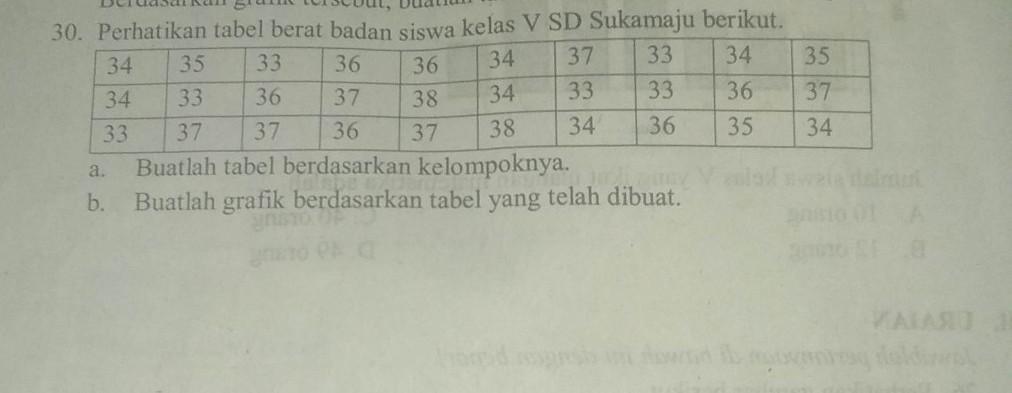 30. Perhatikan tabel berat badan siswa kelas V SD Sukamaju berikut.
34 35 33 36 36 34 37 33 34 35
34 33 36 37 38 34 33 33 36 37
33 37 37 36 37 38 34 36 35 34
a. Buatlah tabel berdasarkan kelompoknya.
b. Buatlah grafik berdasarkan tabel yang telah dibuat.